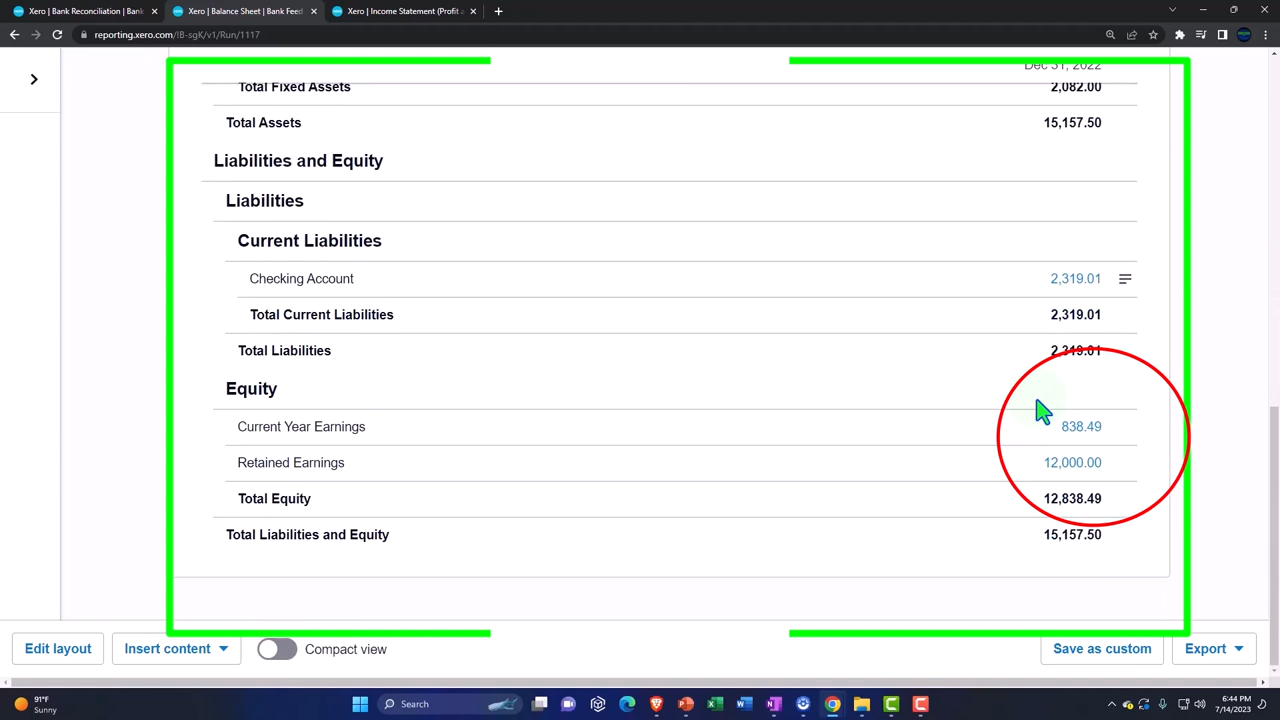 Xero | Bank Reconciliation | Bank
Xero | Balance Sheet | Bank Feed
Xero | Income Statement (Profit a
reporting.xero.com/!B-sgK/v1/Run/1117
Dec 31, 2022
Total Fixed Assets 2,082.00
Total Assets 15,157.50
Liabilities and Equity
Liabilities
Current Liabilities
Checking Account 2,319.01
Total Current Liabilities 2,319.01
Total Liabilities 2,319.01
Equity
Current Year Earnings 838.49
Retained Earnings 12,000.00
Total Equity 12,838.49
Total Liabilities and Equity 15,157.50
Edit layout Insert content Compact view Save as custom Export
91°F
Sunny
Search
6:44 PM
7/14/2023